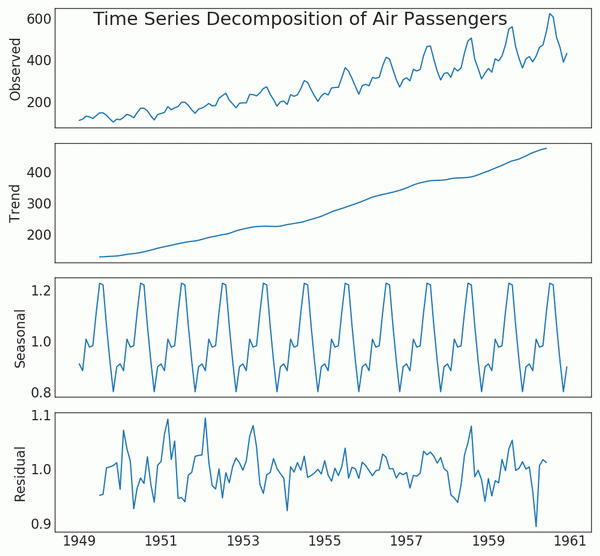 Time Series Decomposition of Air Passengers
600
400
200
Observed
400
300
200
Trend
1.2
1.0
0.8
Seasonal
1.1
1.0
0.9
Residual
1949 1951 1953 1955 1957 1959 1961